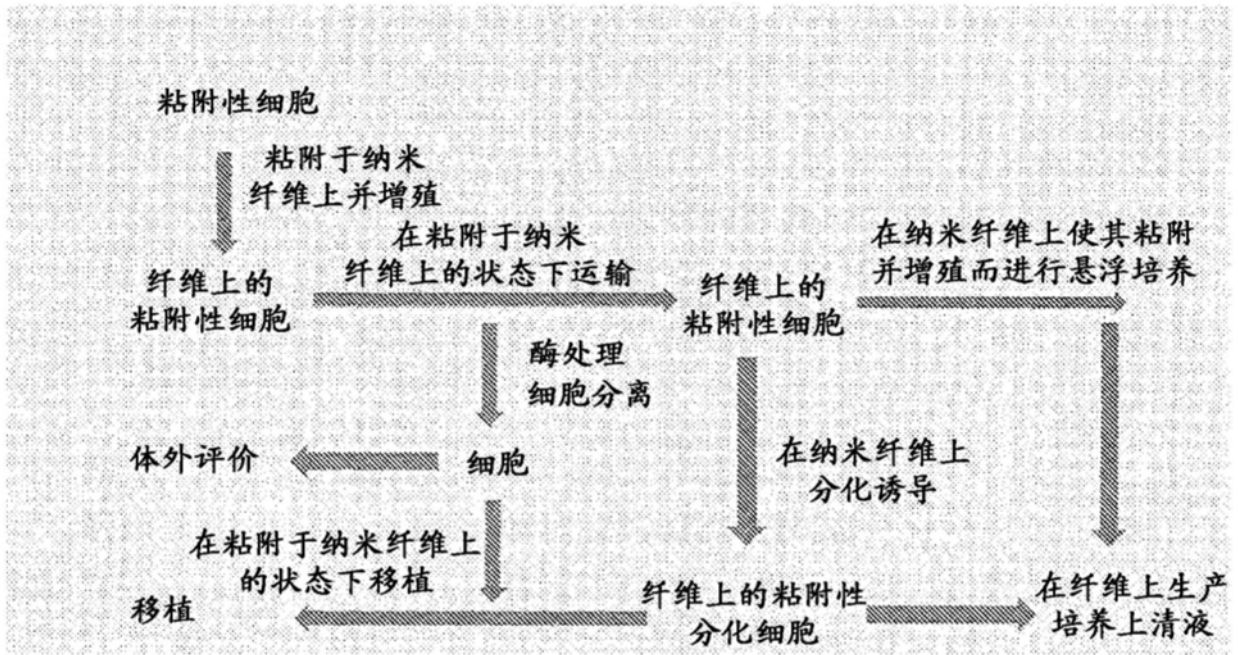 粘附性细胞
粘附于纳米
纤维上并增殖
在粘附于纳米
纤维上的状态下运输
在纳米纤维上使其粘附
并增殖而进行悬浮培养
纤维上的
粘附性细胞
纤维上的
粘附性细胞
酶处理
细胞分离
体外评价
细胞
在纳米纤维上
分化诱导
在粘附于纳米纤维上
的状态下移植
移植
纤维上的粘附性
分化细胞
在纤维上生产
培养上清液